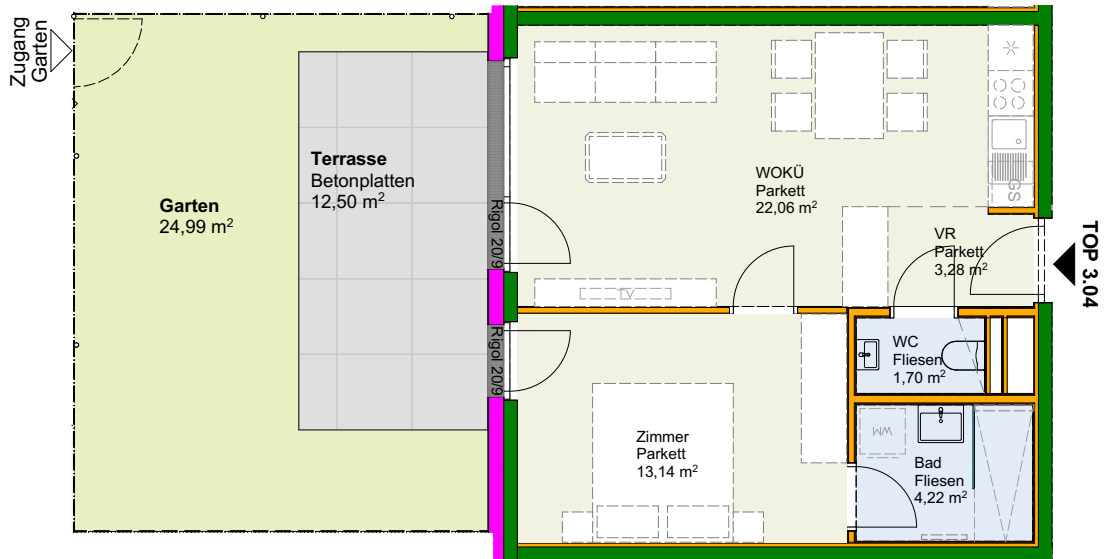 Zugang
Garten
Garten
24,99 m²
Terrasse
Betonplatten
12,50 m²
Rigol 20/9
Rigol 20/9
WOKÜ
Parkett
22,06 m²
TV
GS
VR
Parkett
3,28 m²
TOP 3.04
WC
Fliesen
1,70 m²
Zimmer
Parkett
13,14 m²
WM
Bad
Fliesen
4,22 m²